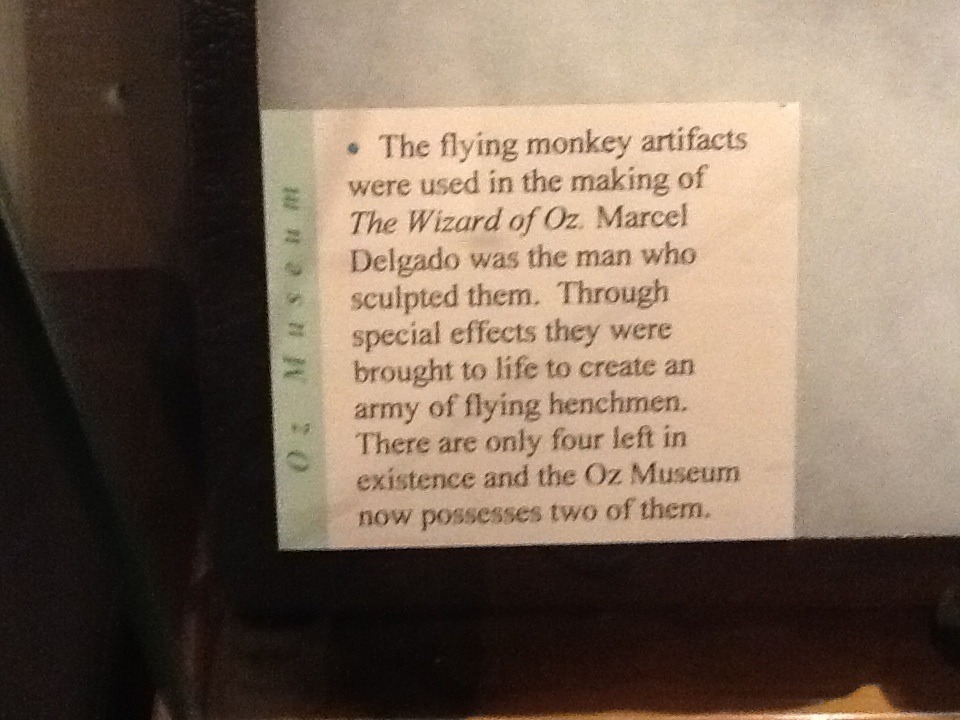 Oz Museum
• The flying monkey artifacts
were used in the making of
The Wizard of Oz. Marcel
Delgado was the man who
sculpted them. Through
special effects they were
brought to life to create an
army of flying henchmen.
There are only four left in
existence and the Oz Museum
now possesses two of them.